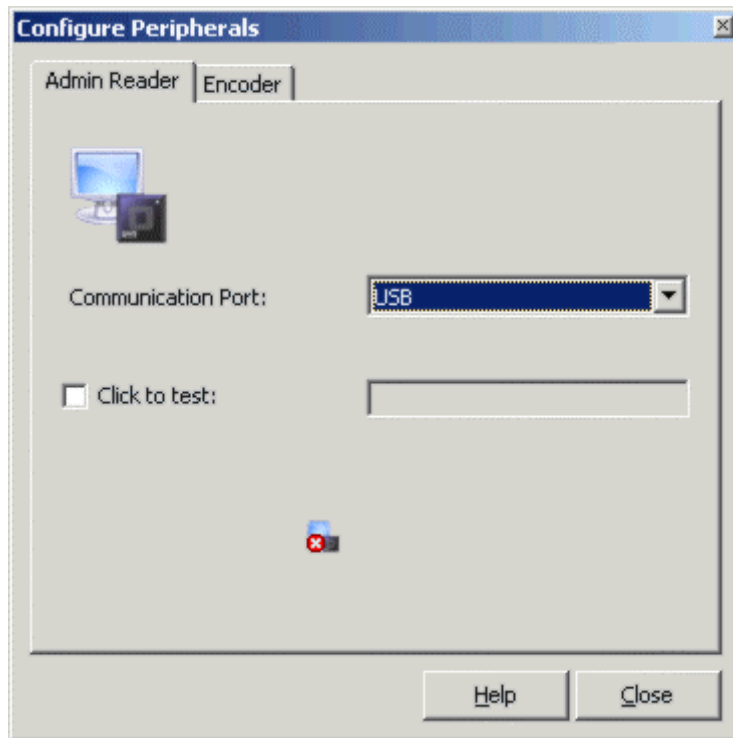 Configure Peripherals
Admin Reader
Encoder
Communication Port:
USB
Click to test:
Help
Close